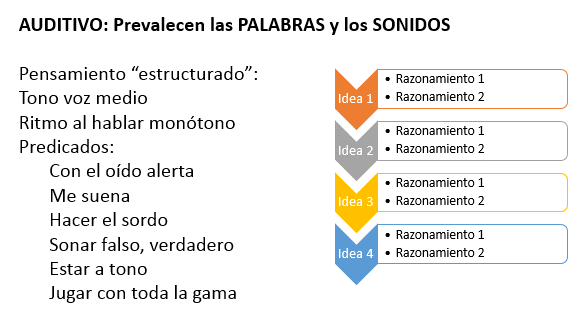 AUDITIVO: Prevalecen las PALABRAS y los SONIDOS
Pensamiento “estructurado”:
Tono voz medio
Ritmo al hablar monótono
Predicados:
Con el oído alerta
Me suena
Hacer el sordo
Sonar falso, verdadero
Estar a tono
Jugar con toda la gama
Idea 1
• Razonamiento 1
• Razonamiento 2
Idea 2
• Razonamiento 1
• Razonamiento 2
Idea 3
• Razonamiento 1
• Razonamiento 2
Idea 4
• Razonamiento 1
• Razonamiento 2